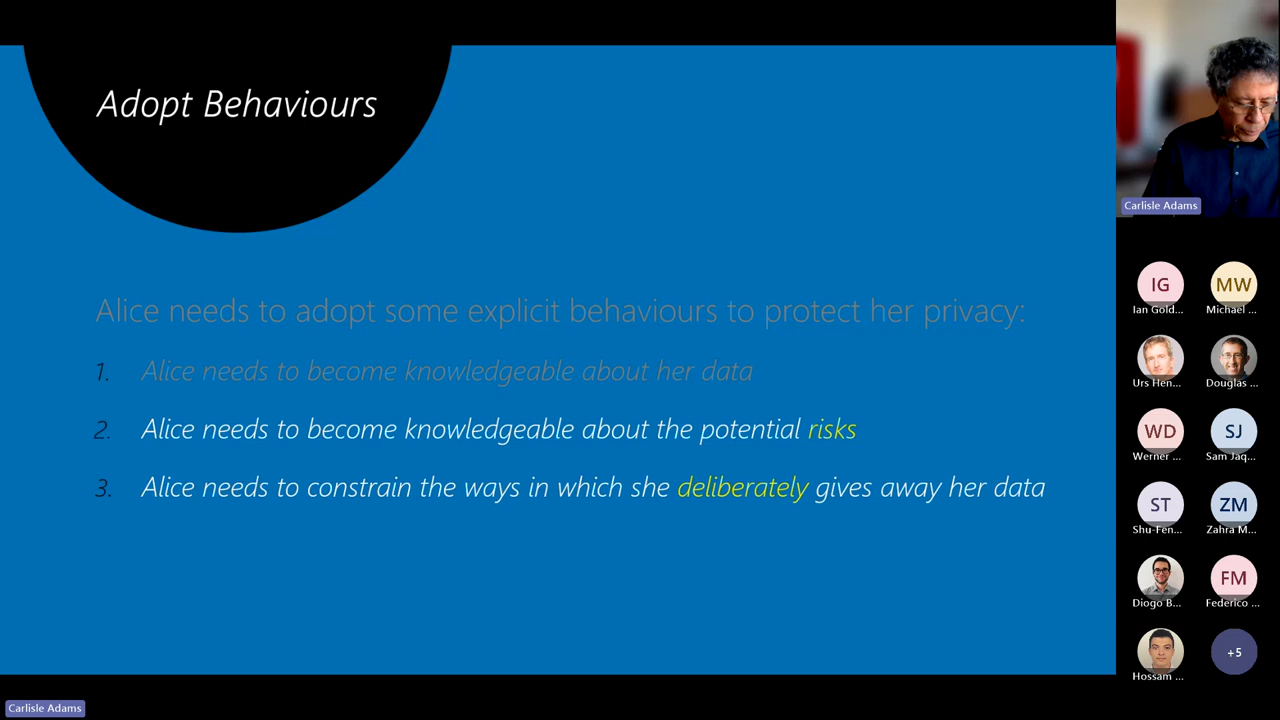 Adopt Behaviours
Alice needs to adopt some explicit behaviours to protect her privacy:
1. Alice needs to become knowledgeable about her data
2. Alice needs to become knowledgeable about the potential risks
3. Alice needs to constrain the ways in which she deliberately gives away her data
Carlisle Adams
IG
Ian Gold...
MW
Michael ...
Urs Hen...
Douglas ...
WD
Werner ...
SJ
Sam Jaq...
ST
Shu-Fen...
ZM
Zahra M...
Diogo B...
FM
Federico ...
Hossam ...
+5
Carlisle Adams